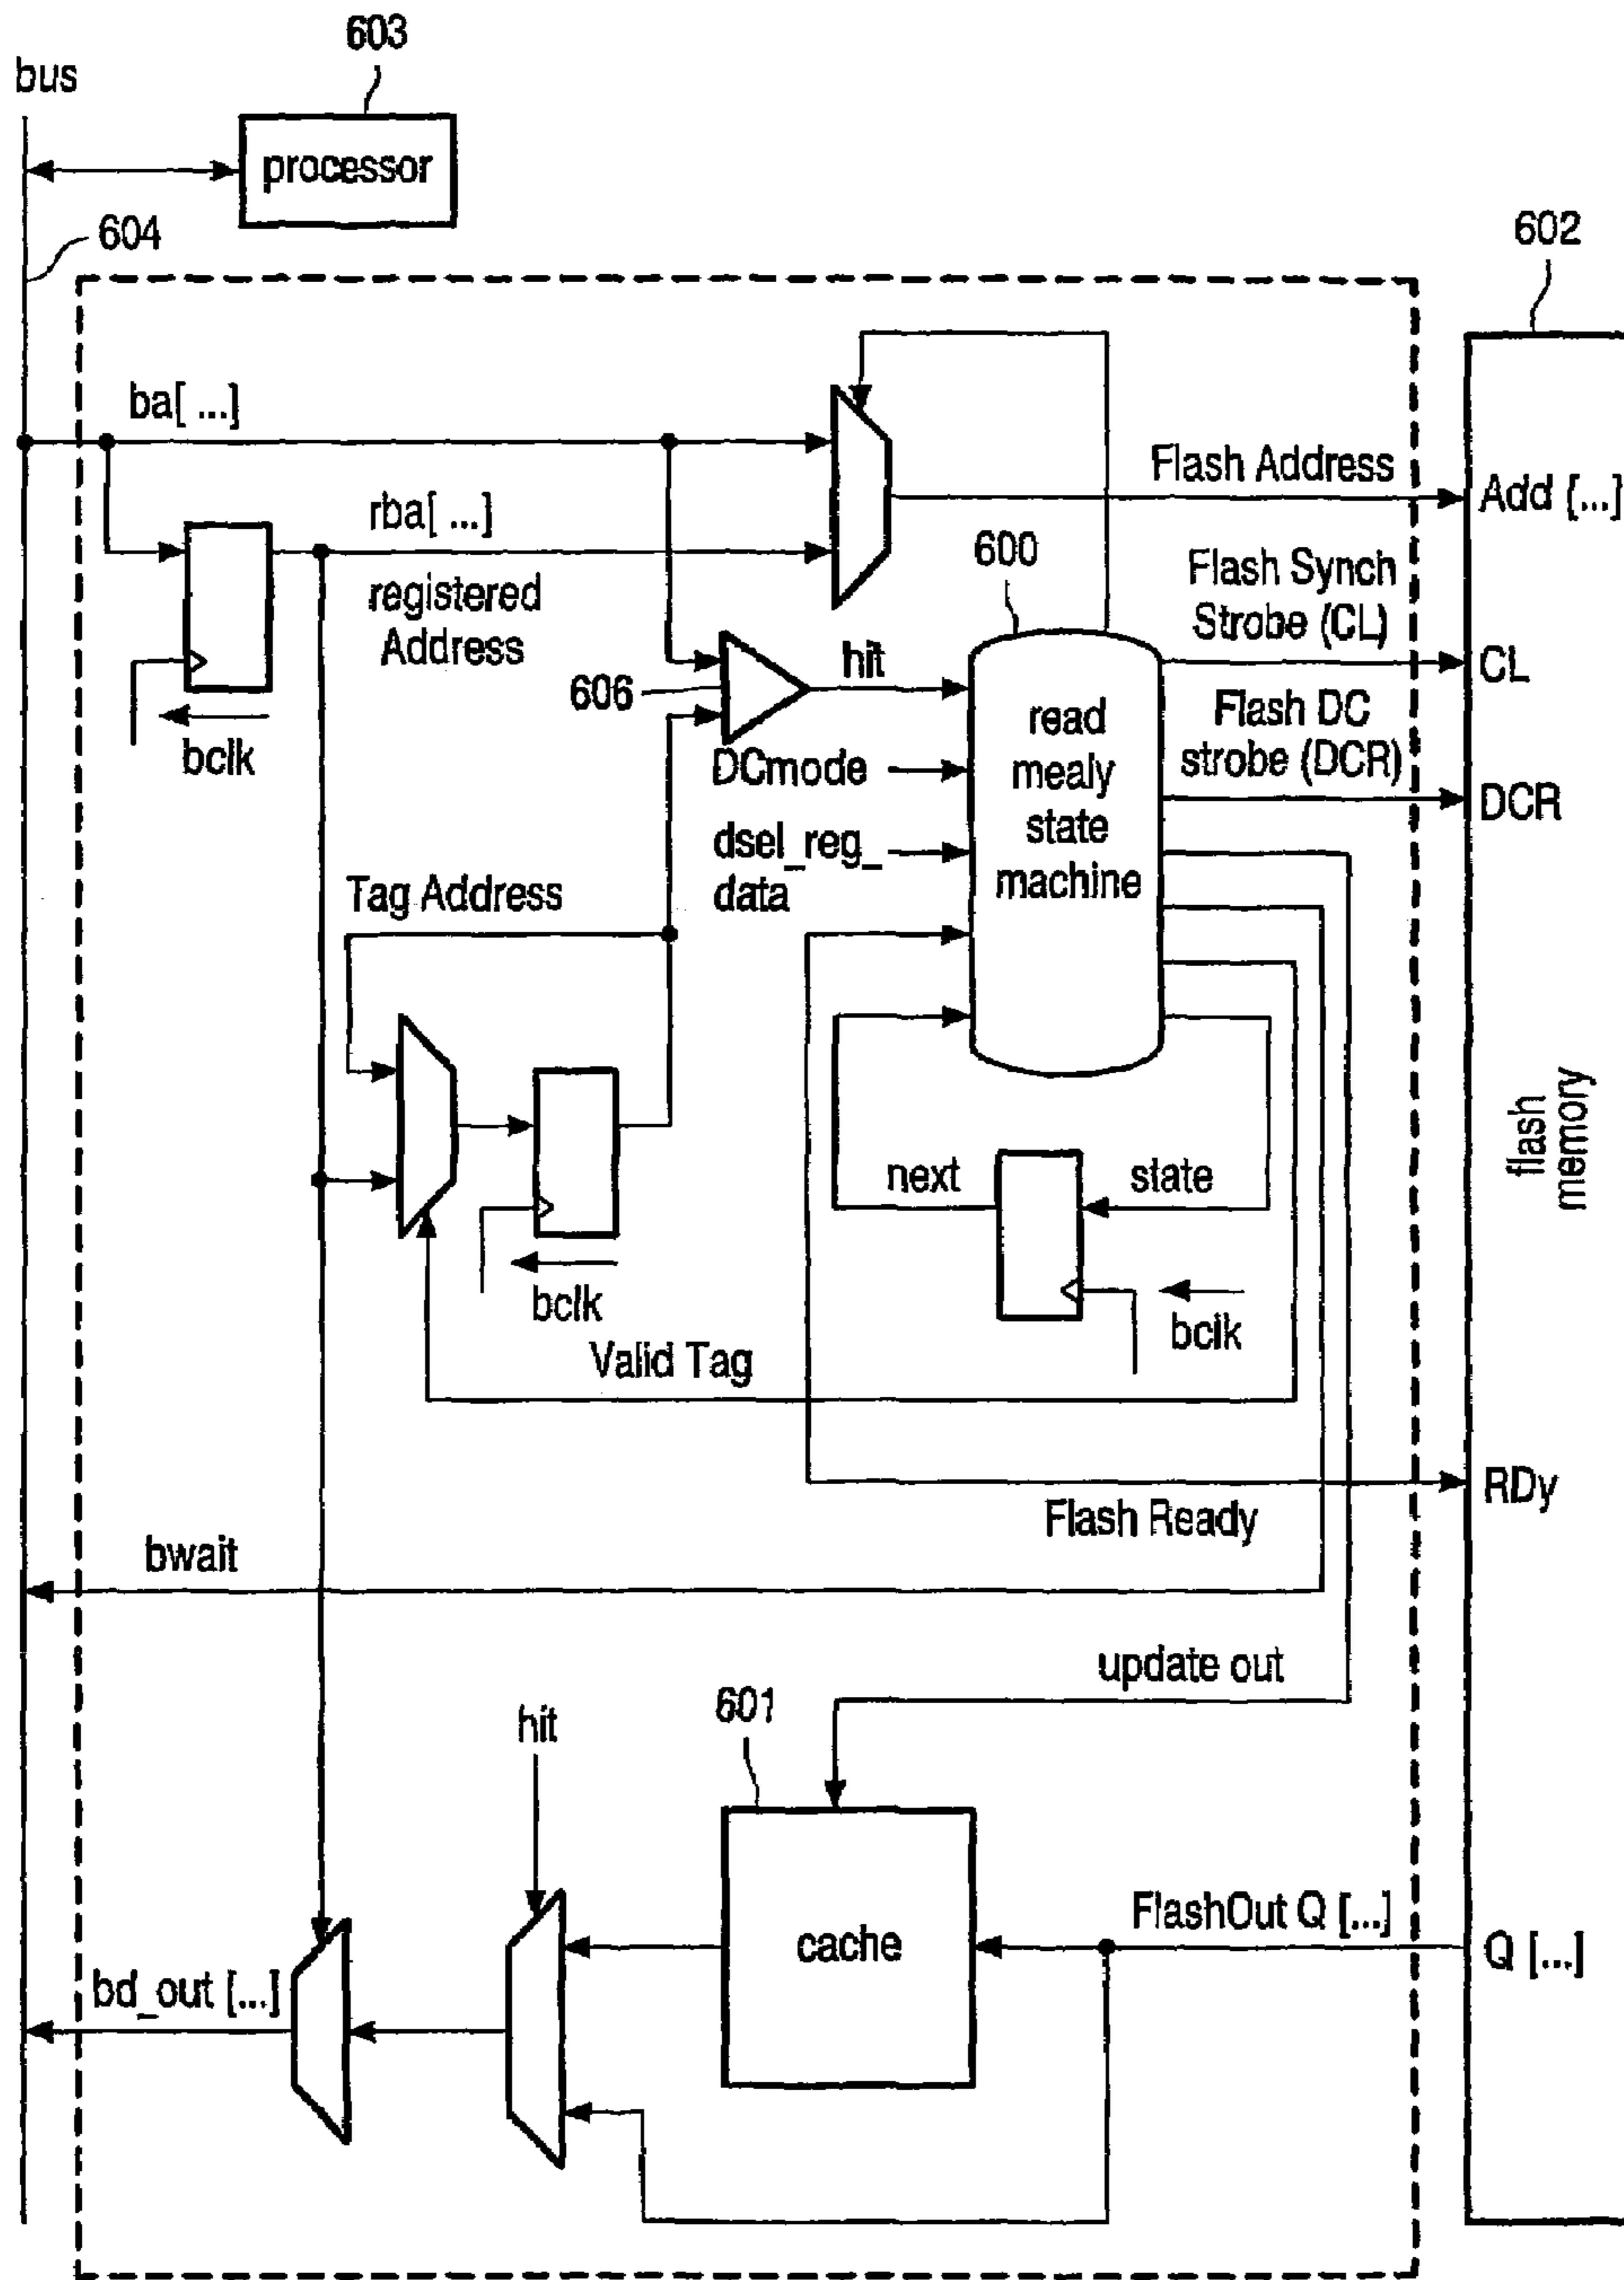 603
bus
processor
604
602
ba[ ...]
Flash Address
Add [...]
rba[ ...]
registered
Address
600
Flash Synch
Strobe (CL)
CL
606
hit
bclk
read
mealy
state
machine
DCmode
Flash DC
strobe (DCR)
DCR
dsel_reg_
data
Tag Address
flash
memory
next
state
bclk
bclk
Valid Tag
RDy
Flash Ready
bwait
update out
601
hit
cache
FlashOut Q [...]
Q [...]
bd_out [...]